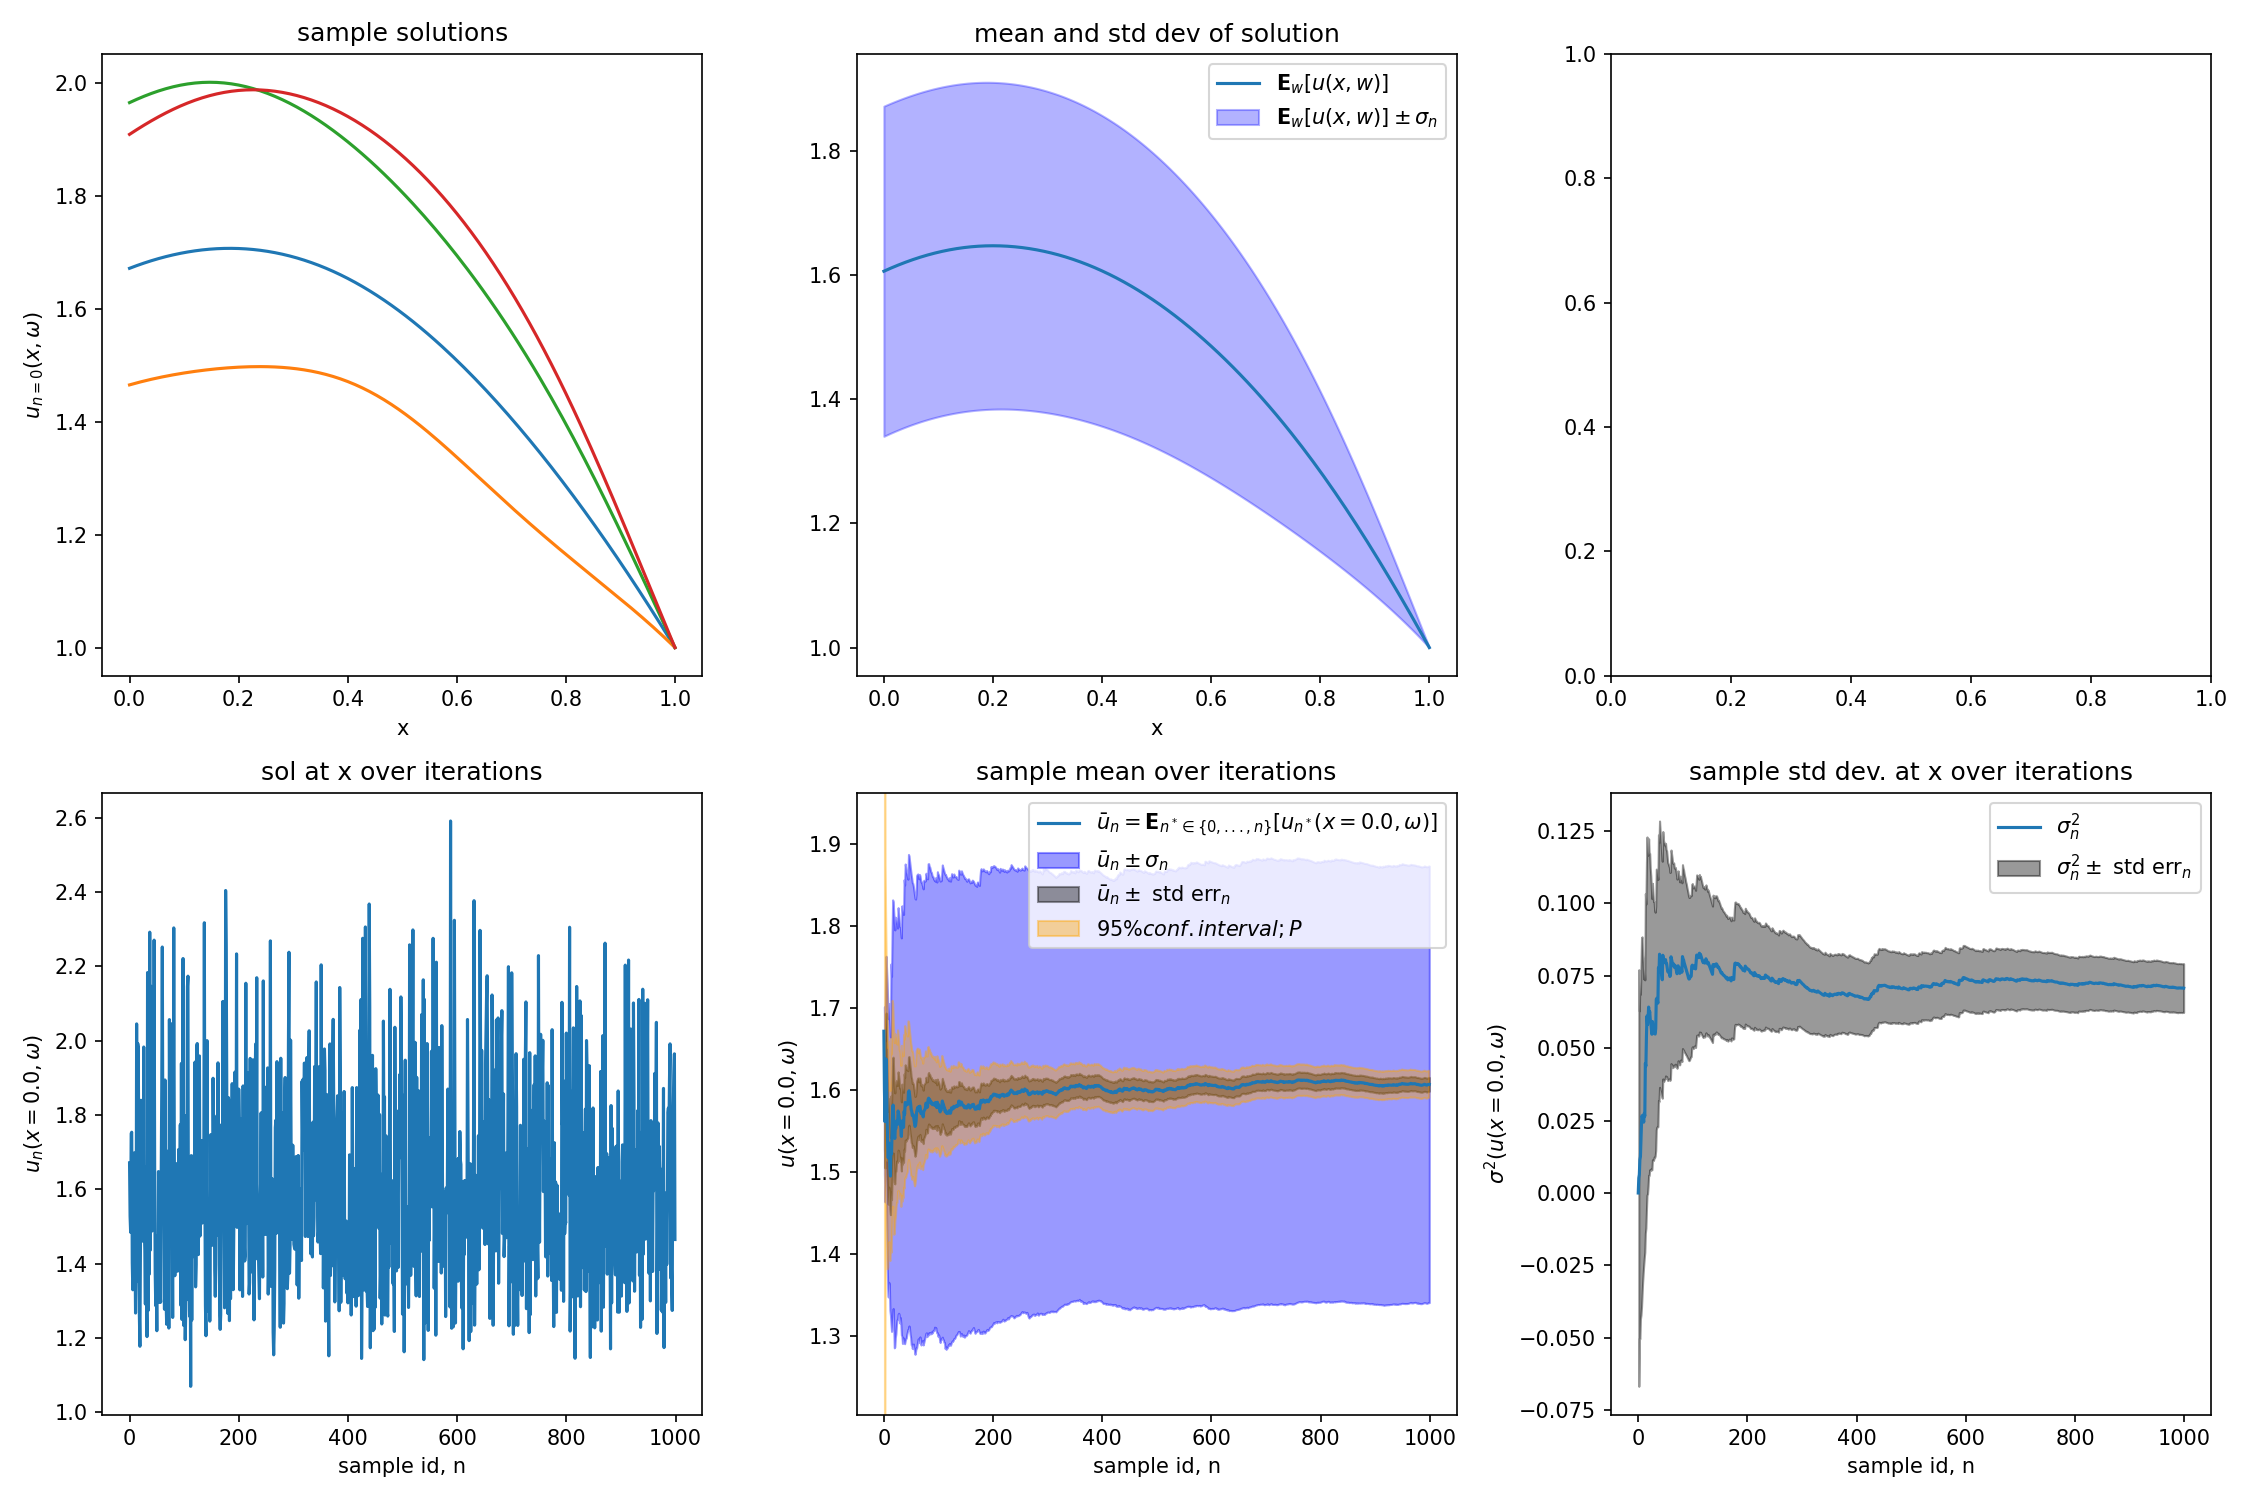 sample solutions
2.0
1.8
1.6
1.4
1.2
1.0
u_{n=0}(x, ω)
0.0 0.2 0.4 0.6 0.8 1.0
x
mean and std dev of solution
E_w[u(x, w)]
E_w[u(x, w)] ± σ_n
1.8
1.6
1.4
1.2
1.0
0.0 0.2 0.4 0.6 0.8 1.0
x
1.0
0.8
0.6
0.4
0.2
0.0
0.0 0.2 0.4 0.6 0.8 1.0
sol at x over iterations
2.6
2.4
2.2
2.0
1.8
1.6
1.4
1.2
1.0
u_n(x = 0.0, ω)
0 200 400 600 800 1000
sample id, n
sample mean over iterations
ū_n = E_{n* ∈ {0, ..., n}}[u_{n*}(x = 0.0, ω)]
ū_n ± σ_n
ū_n ± std err_n
95%conf.interval; P
1.9
1.8
1.7
1.6
1.5
1.4
1.3
u(x = 0.0, ω)
0 200 400 600 800 1000
sample id, n
sample std dev. at x over iterations
σ²_n
σ²_n ± std err_n
0.125
0.100
0.075
0.050
0.025
0.000
−0.025
−0.050
−0.075
σ²(u(x = 0.0, ω)
0 200 400 600 800 1000
sample id, n